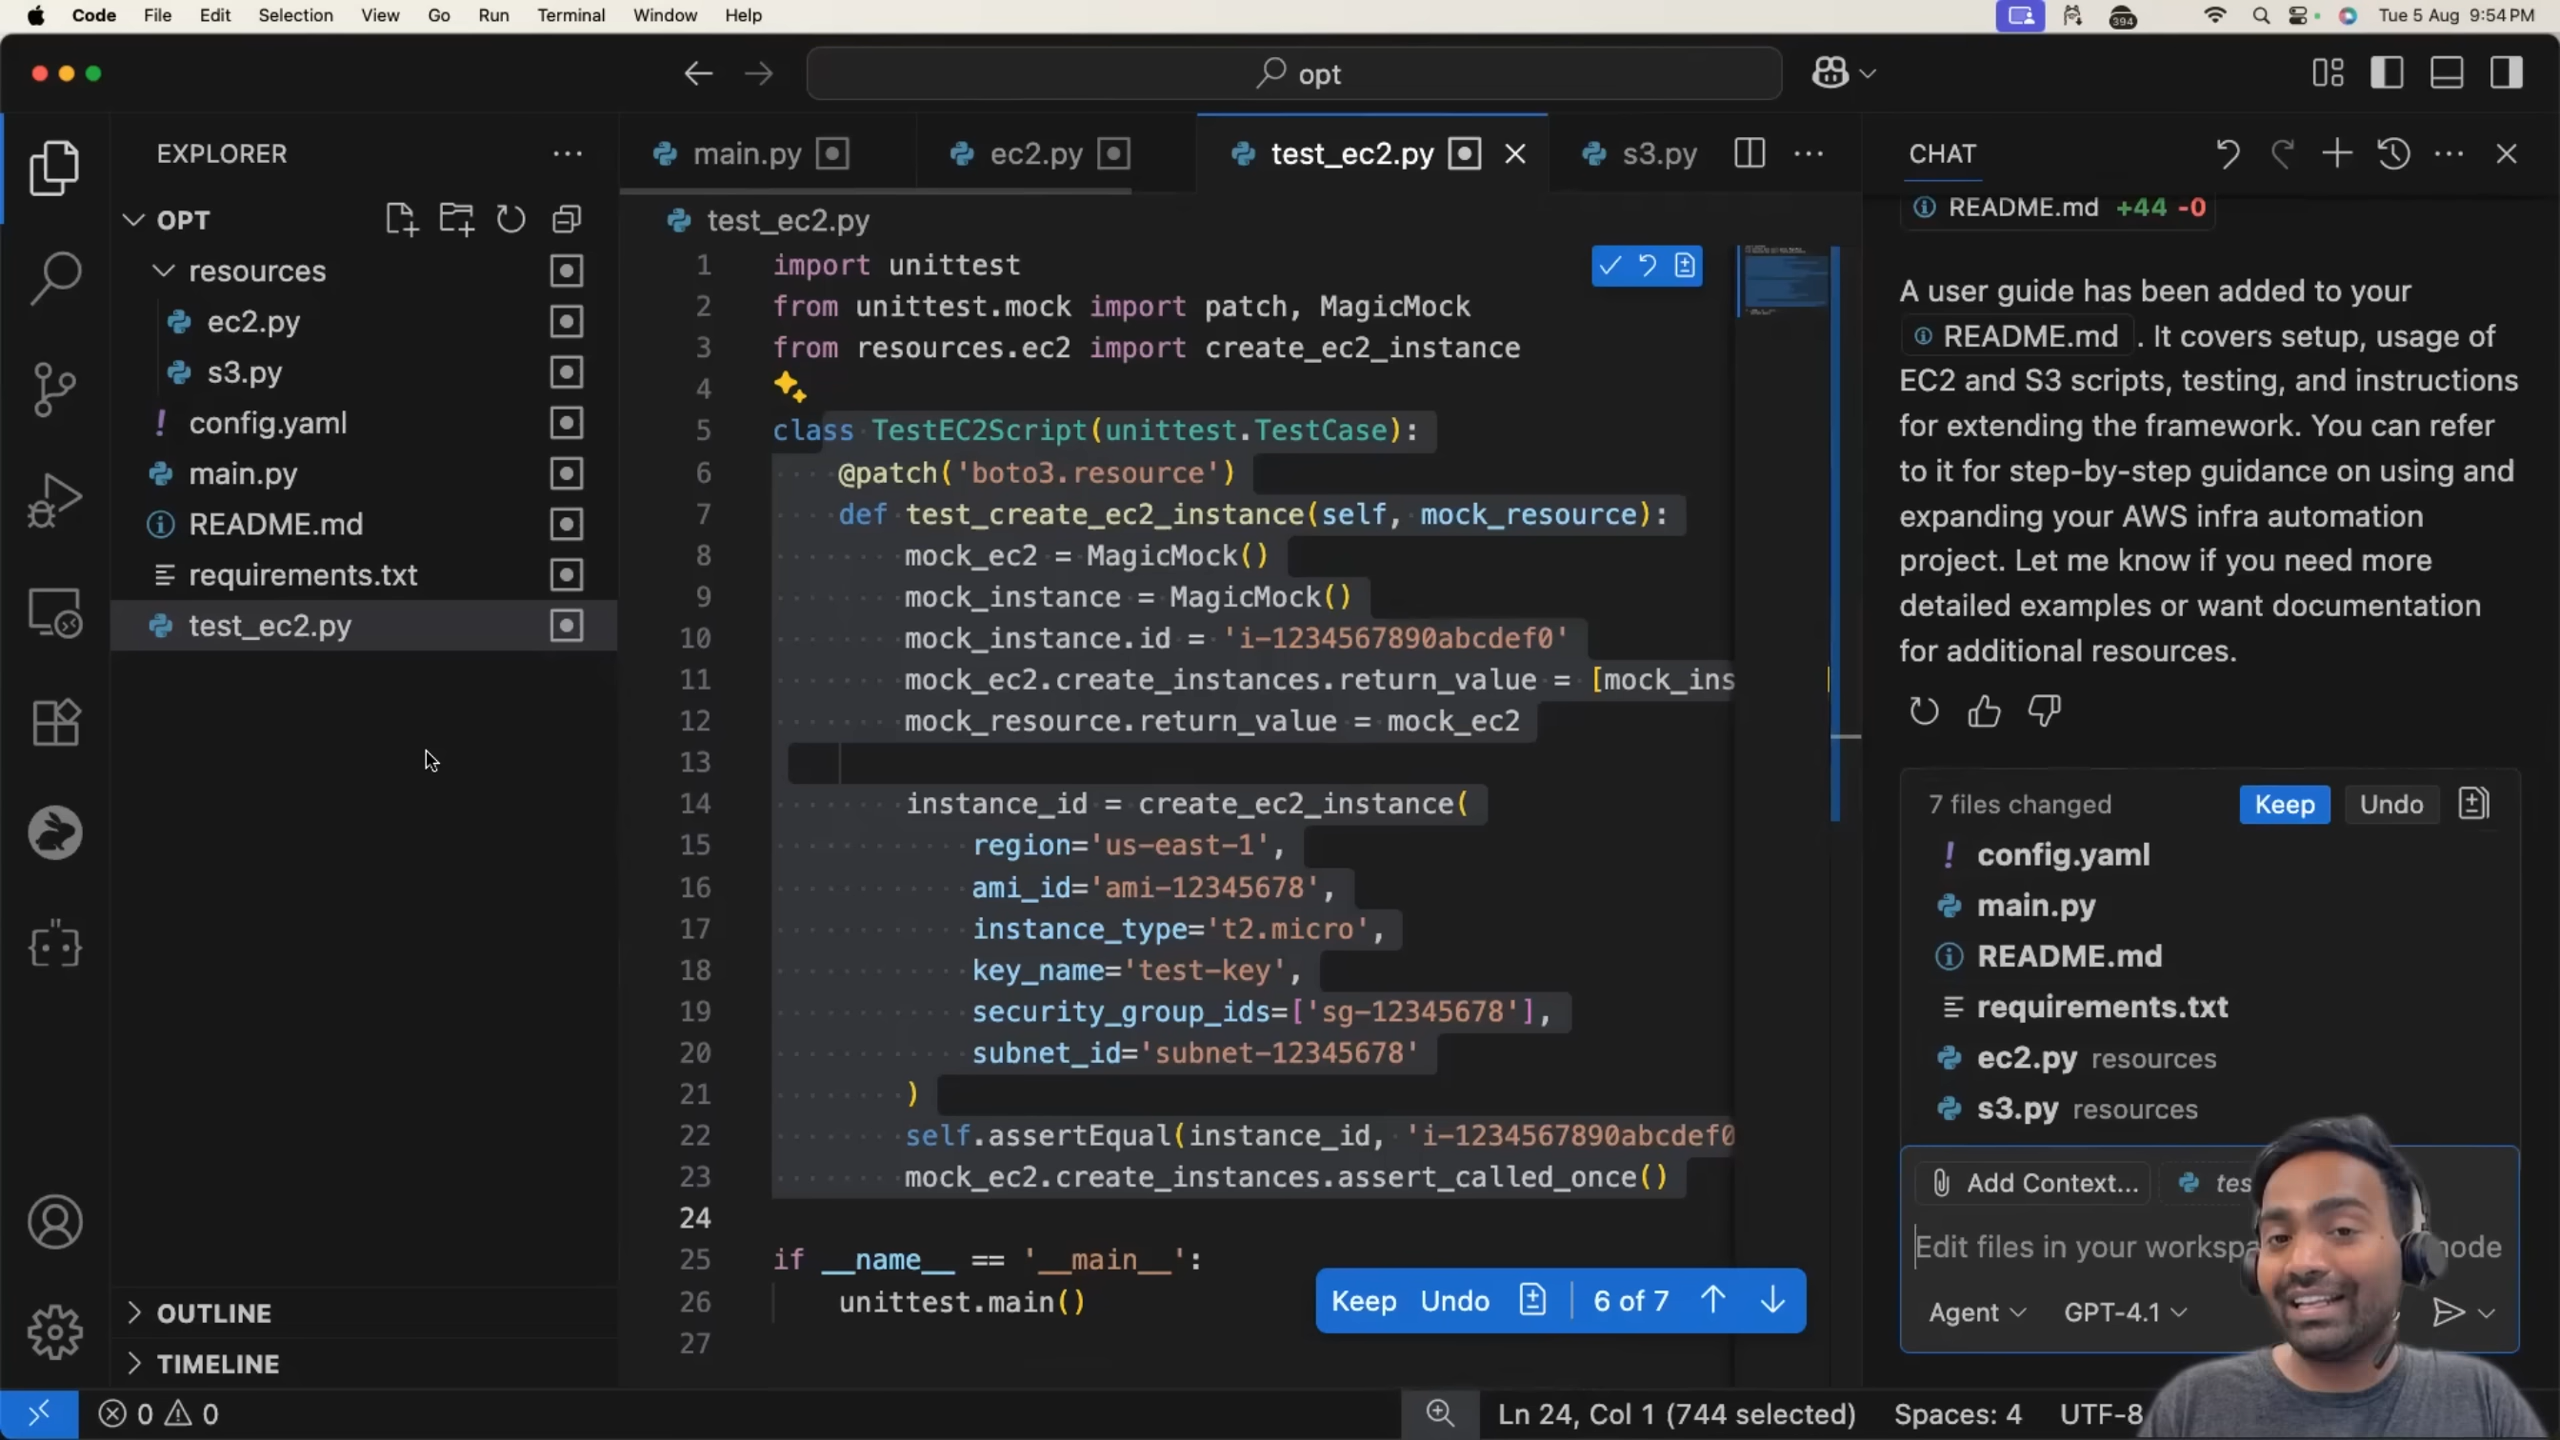 Code File Edit Selection View Go Run Terminal Window Help 394 Tue 5 Aug 9:54 PM
opt
EXPLORER
OPT
resources
ec2.py
s3.py
config.yaml
main.py
README.md
requirements.txt
test_ec2.py
OUTLINE
TIMELINE
main.py ec2.py test_ec2.py s3.py
test_ec2.py
1 import unittest
2 from unittest.mock import patch, MagicMock
3 from resources.ec2 import create_ec2_instance
4
5 class TestEC2Script(unittest.TestCase):
6 @patch('boto3.resource')
7 def test_create_ec2_instance(self, mock_resource):
8 mock_ec2 = MagicMock()
9 mock_instance = MagicMock()
10 mock_instance.id = 'i-1234567890abcdef0'
11 mock_ec2.create_instances.return_value = [mock_ins
12 mock_resource.return_value = mock_ec2
13
14 instance_id = create_ec2_instance(
15 region='us-east-1',
16 ami_id='ami-12345678',
17 instance_type='t2.micro',
18 key_name='test-key',
19 security_group_ids=['sg-12345678'],
20 subnet_id='subnet-12345678'
21 )
22 self.assertEqual(instance_id, 'i-1234567890abcdef0
23 mock_ec2.create_instances.assert_called_once()
24
25 if __name__ == '__main__':
26 unittest.main()
27
Keep Undo 6 of 7
CHAT
README.md +44 -0
A user guide has been added to your
README.md . It covers setup, usage of
EC2 and S3 scripts, testing, and instructions
for extending the framework. You can refer
to it for step-by-step guidance on using and
expanding your AWS infra automation
project. Let me know if you need more
detailed examples or want documentation
for additional resources.
7 files changed Keep Undo
config.yaml
main.py
README.md
requirements.txt
ec2.py resources
s3.py resources
Add Context... tes
Edit files in your workspa
Agent GPT-4.1
0 0 Ln 24, Col 1 (744 selected) Spaces: 4 UTF-8